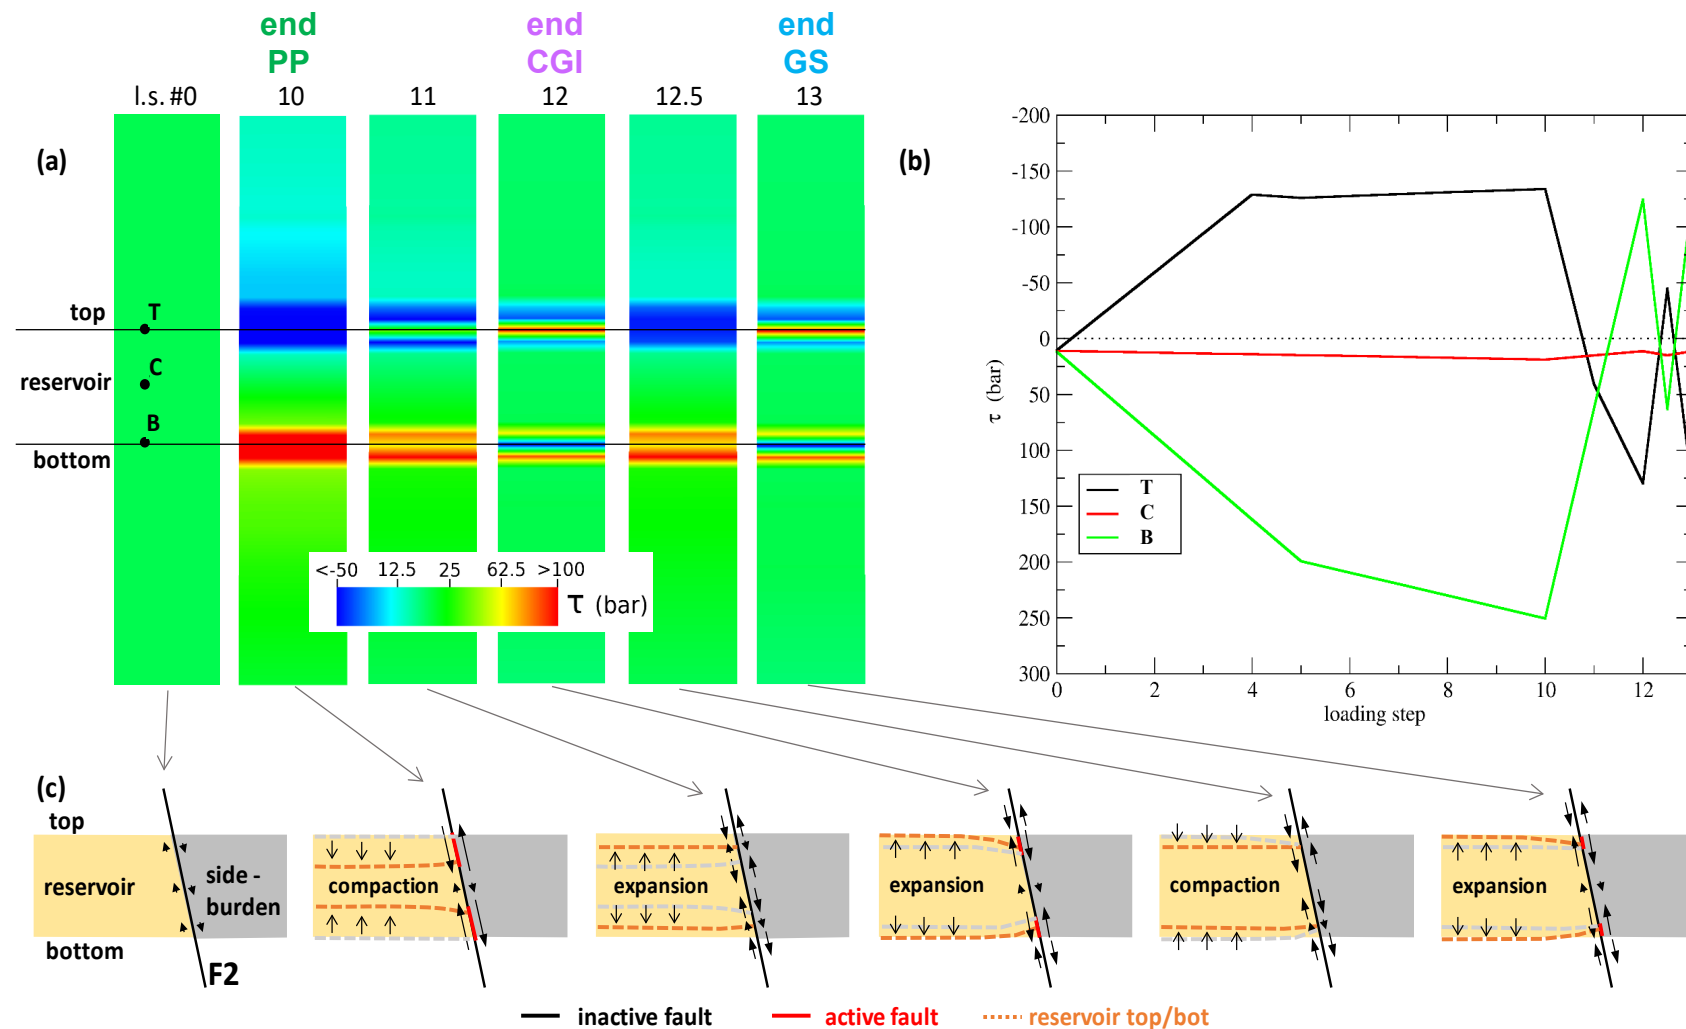 end end end
PP CGI GS
l.s. #0 10 11 12 12.5 13
(a)
top
T
C
reservoir
B
bottom
<-50 12.5 25 62.5 >100
τ (bar)
(b)
-200
-150
-100
-50
0
50
100
150
200
250
300
τ (bar)
T
C
B
0 2 4 6 8 10 12
loading step
(c)
top
reservoir
side -
burden
bottom
F2
compaction
expansion
expansion
compaction
expansion
inactive fault active fault reservoir top/bot